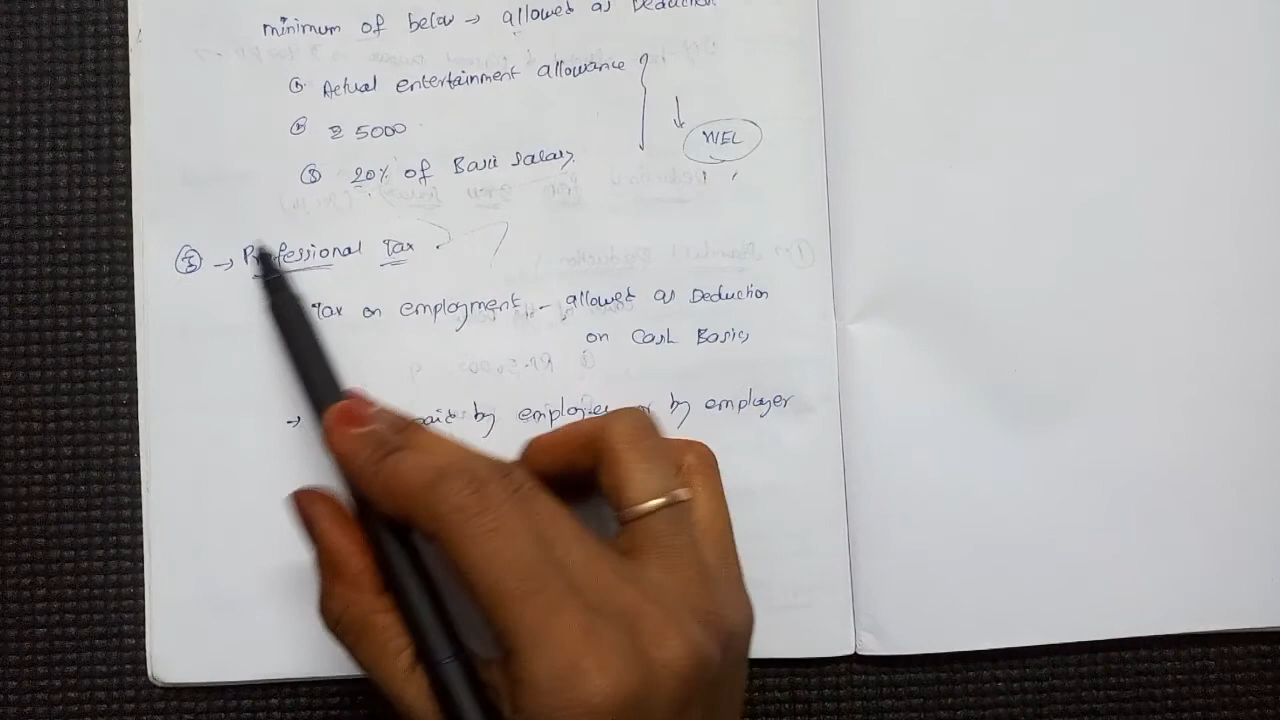 minimum of below → allowed as Deduction
① Actual entertainment allowance
② ₹ 5000
WEL
③ 20% of Basic Salary
③ → Professional Tax
Tax on employment - allowed as Deduction
on Cash Basis
→ paid by employee or by employer